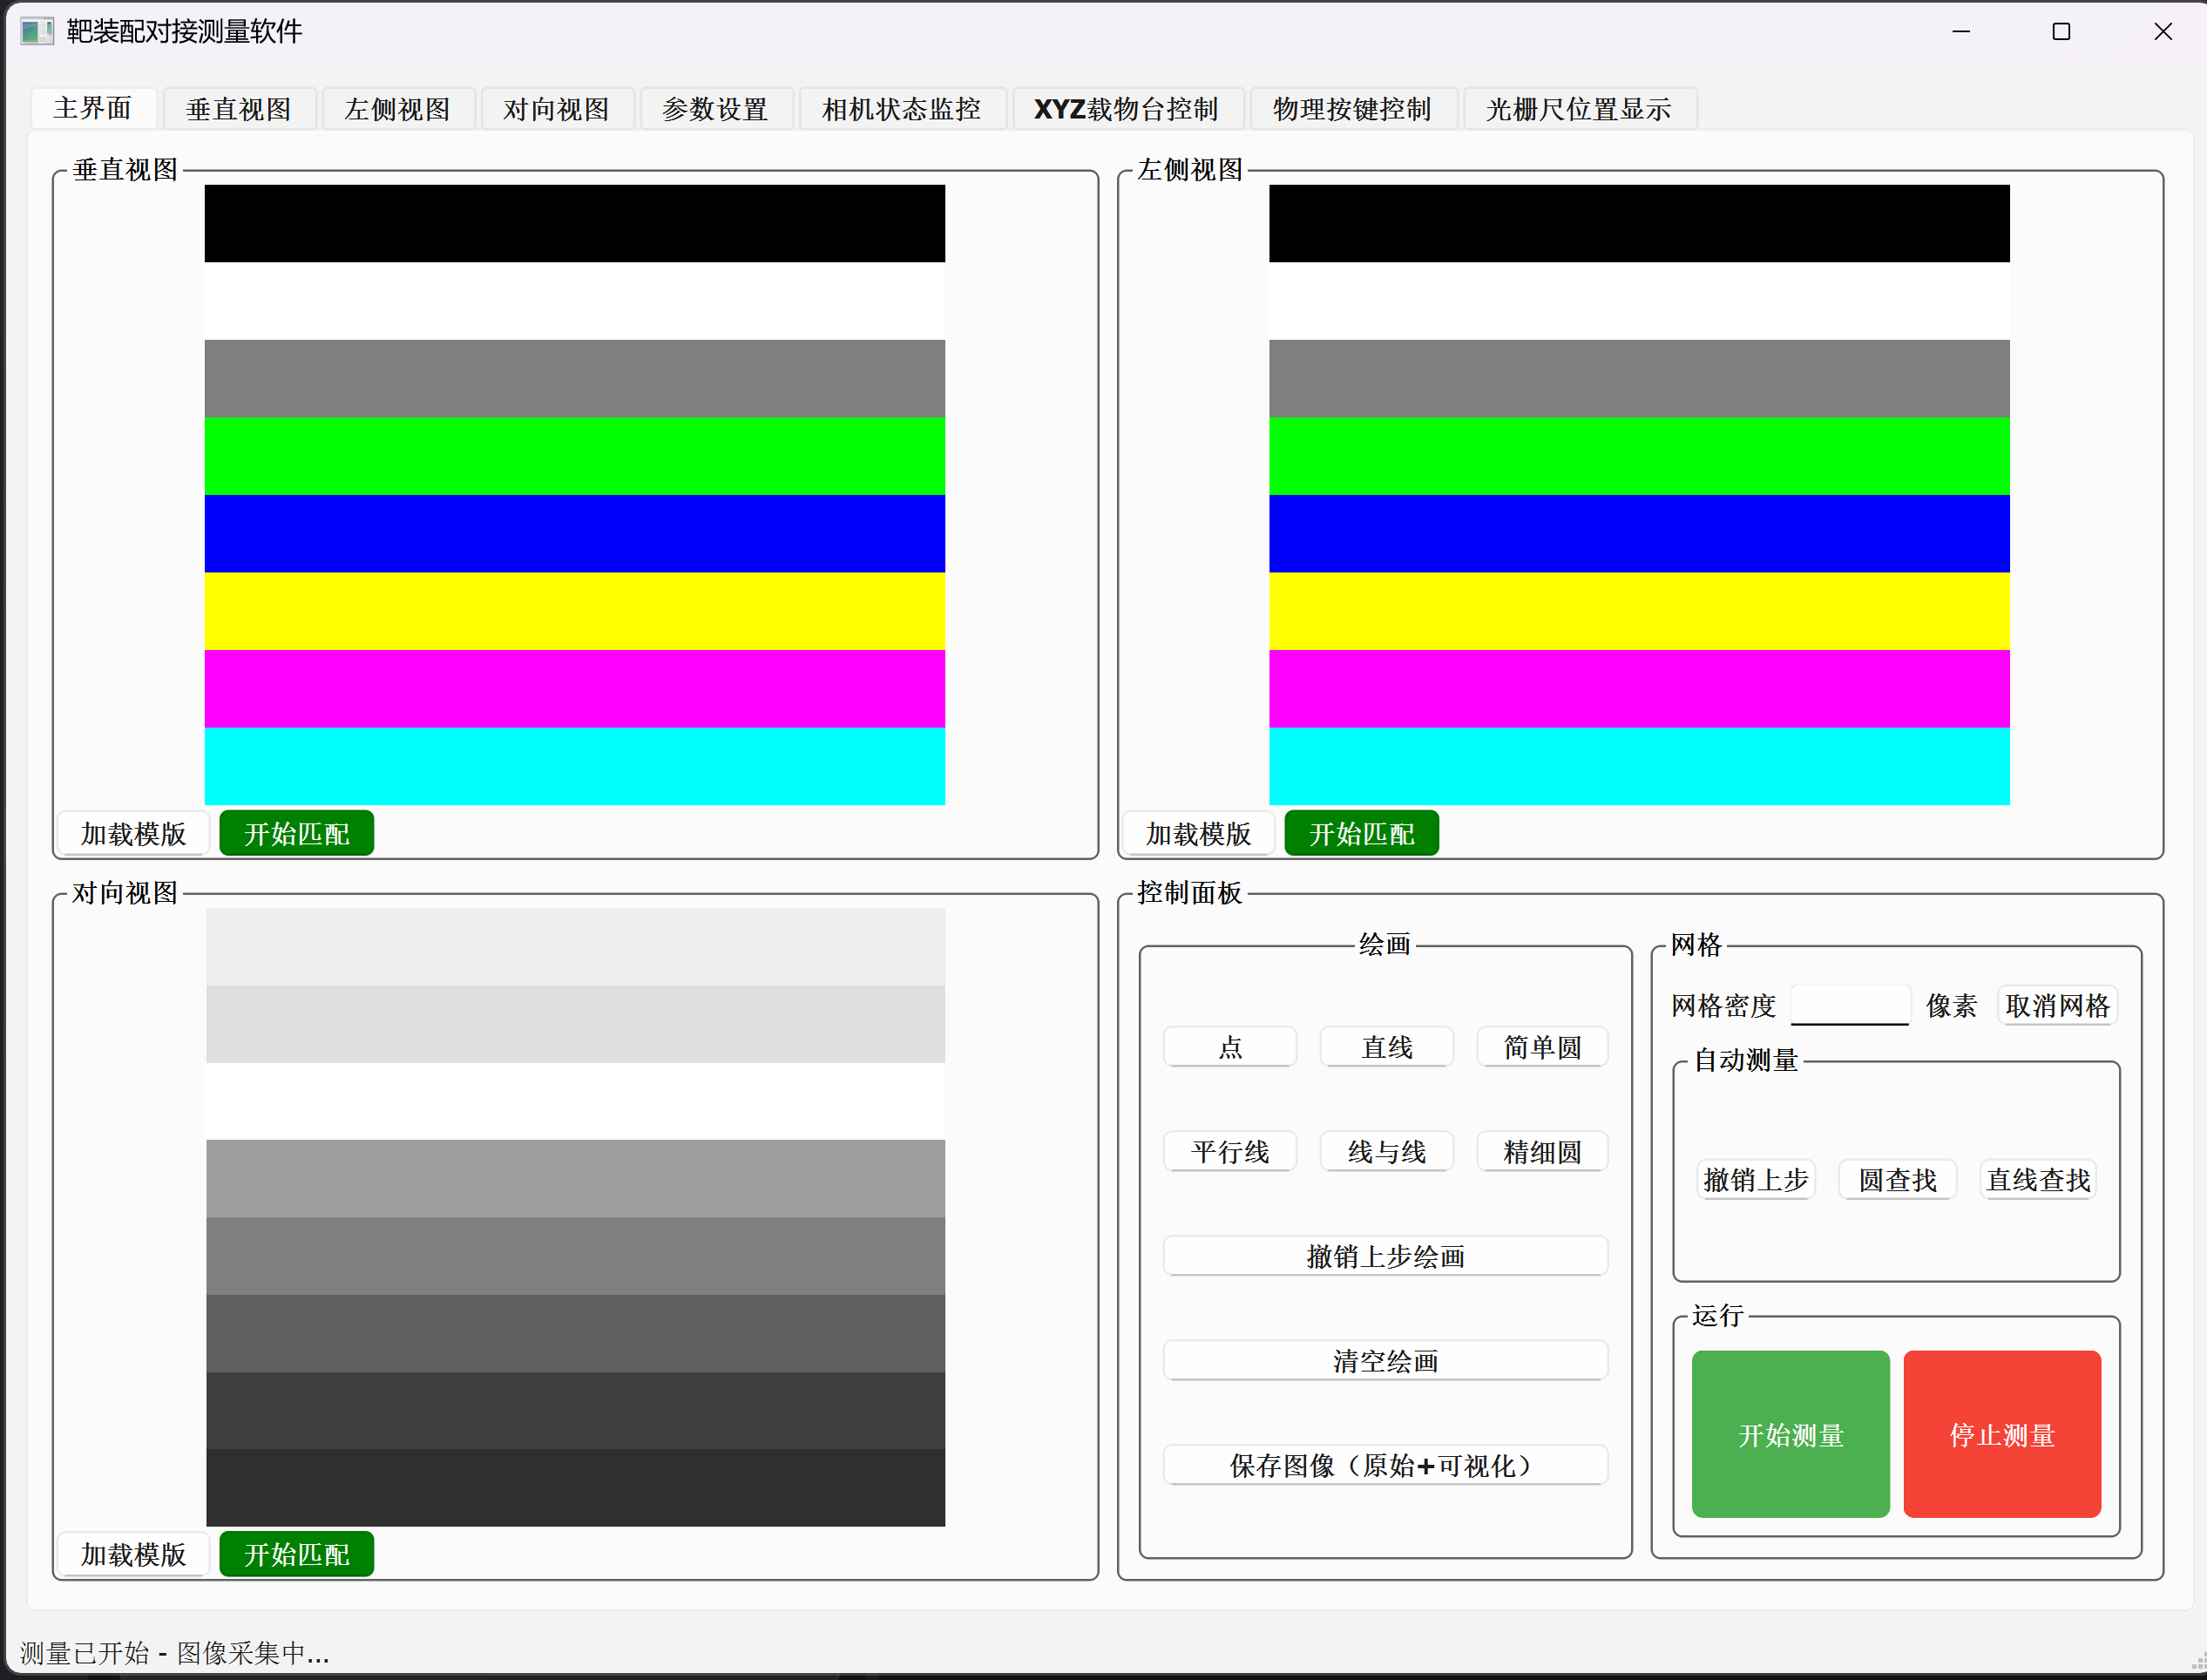 靶装配对接测量软件
主界面 垂直视图 左侧视图 对向视图 参数设置 相机状态监控 XYZ载物台控制 物理按键控制 光栅尺位置显示
垂直视图
加载模版 开始匹配
左侧视图
加载模版 开始匹配
对向视图
加载模版 开始匹配
控制面板
绘画
点 直线 简单圆
平行线 线与线 精细圆
撤销上步绘画
清空绘画
保存图像（原始+可视化）
网格
网格密度 像素 取消网格
自动测量
撤销上步 圆查找 直线查找
运行
开始测量 停止测量
测量已开始 - 图像采集中...